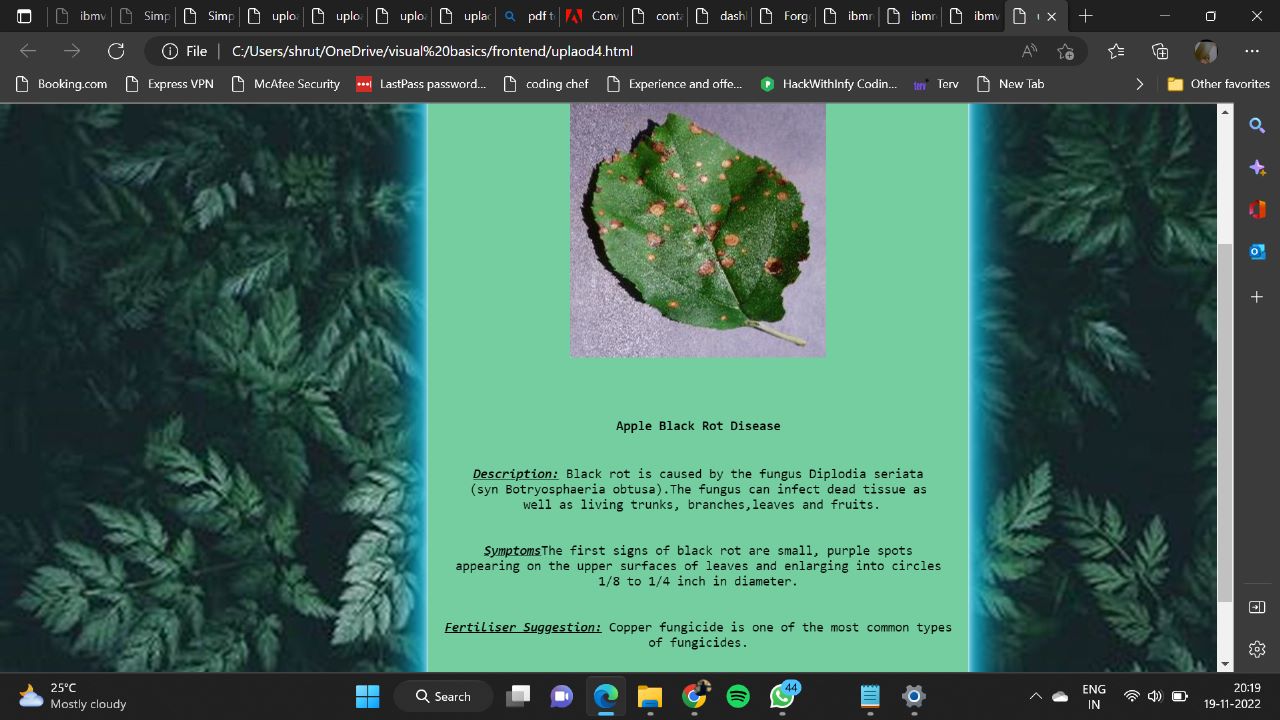 ibmv
Simp
Simp
uplo
uplo
uplo
uplac
pdf t
Conv
cont
dash
Forg
ibmr
ibmr
ibmv
File
C:/Users/shrut/OneDrive/visual%20basics/frontend/uplaod4.html
Booking.com
Express VPN
McAfee Security
LastPass password...
coding chef
Experience and offe...
HackWithInfy Codin...
Terv
New Tab
Other favorites
Apple Black Rot Disease
Description: Black rot is caused by the fungus Diplodia seriata
(syn Botryosphaeria obtusa).The fungus can infect dead tissue as
well as living trunks, branches,leaves and fruits.
SymptomsThe first signs of black rot are small, purple spots
appearing on the upper surfaces of leaves and enlarging into circles
1/8 to 1/4 inch in diameter.
Fertiliser Suggestion: Copper fungicide is one of the most common types
of fungicides.
25°C
Mostly cloudy
Search
44
ENG
IN
20:19
19-11-2022